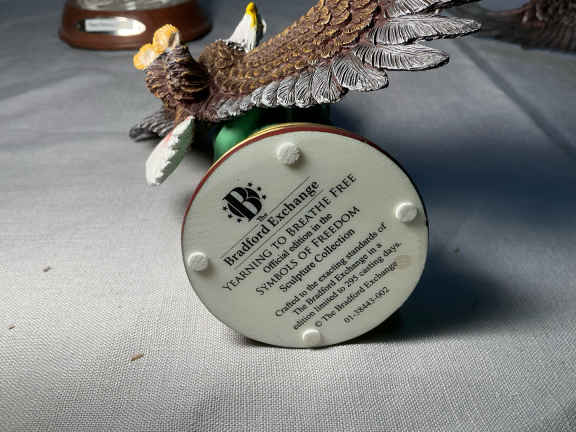 B
The
Bradford Exchange
YEARNING TO BREATHE FREE
Official edition in the
SYMBOLS OF FREEDOM
Sculpture Collection
Crafted to the exacting standards of
The Bradford Exchange in a
edition limited to 295 casting days.
© The Bradford Exchange
01-38443-002